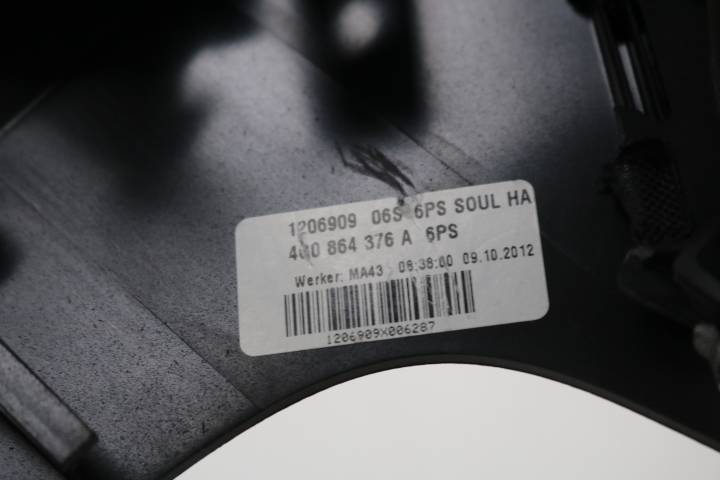 1206909 06S 6PS SOUL HA
4G0 864 376 A 6PS
Werker: MA43 08:38:00 09.10.2012
1206909X006287